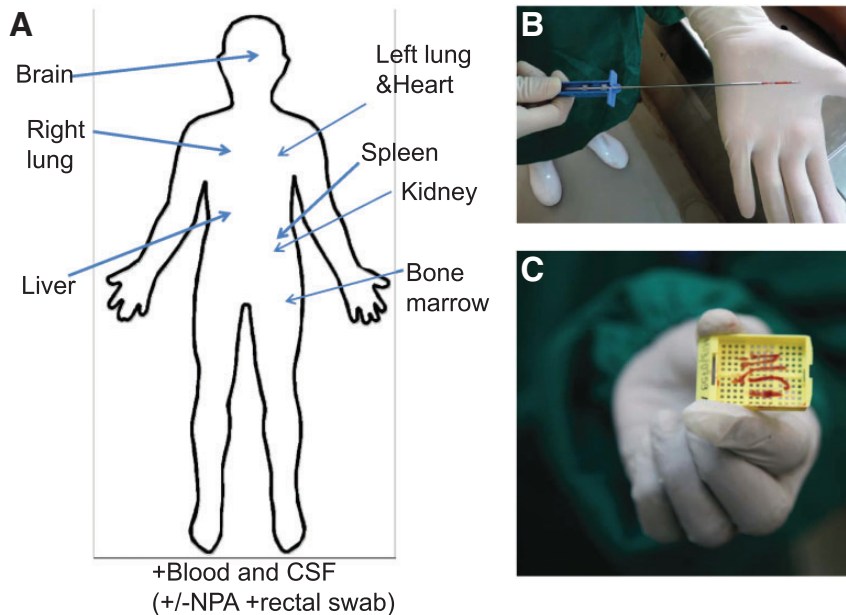 A
Brain
Right
lung
Liver
Left lung
&Heart
Spleen
Kidney
Bone
marrow
+Blood and CSF
(+/-NPA +rectal swab)
B
C